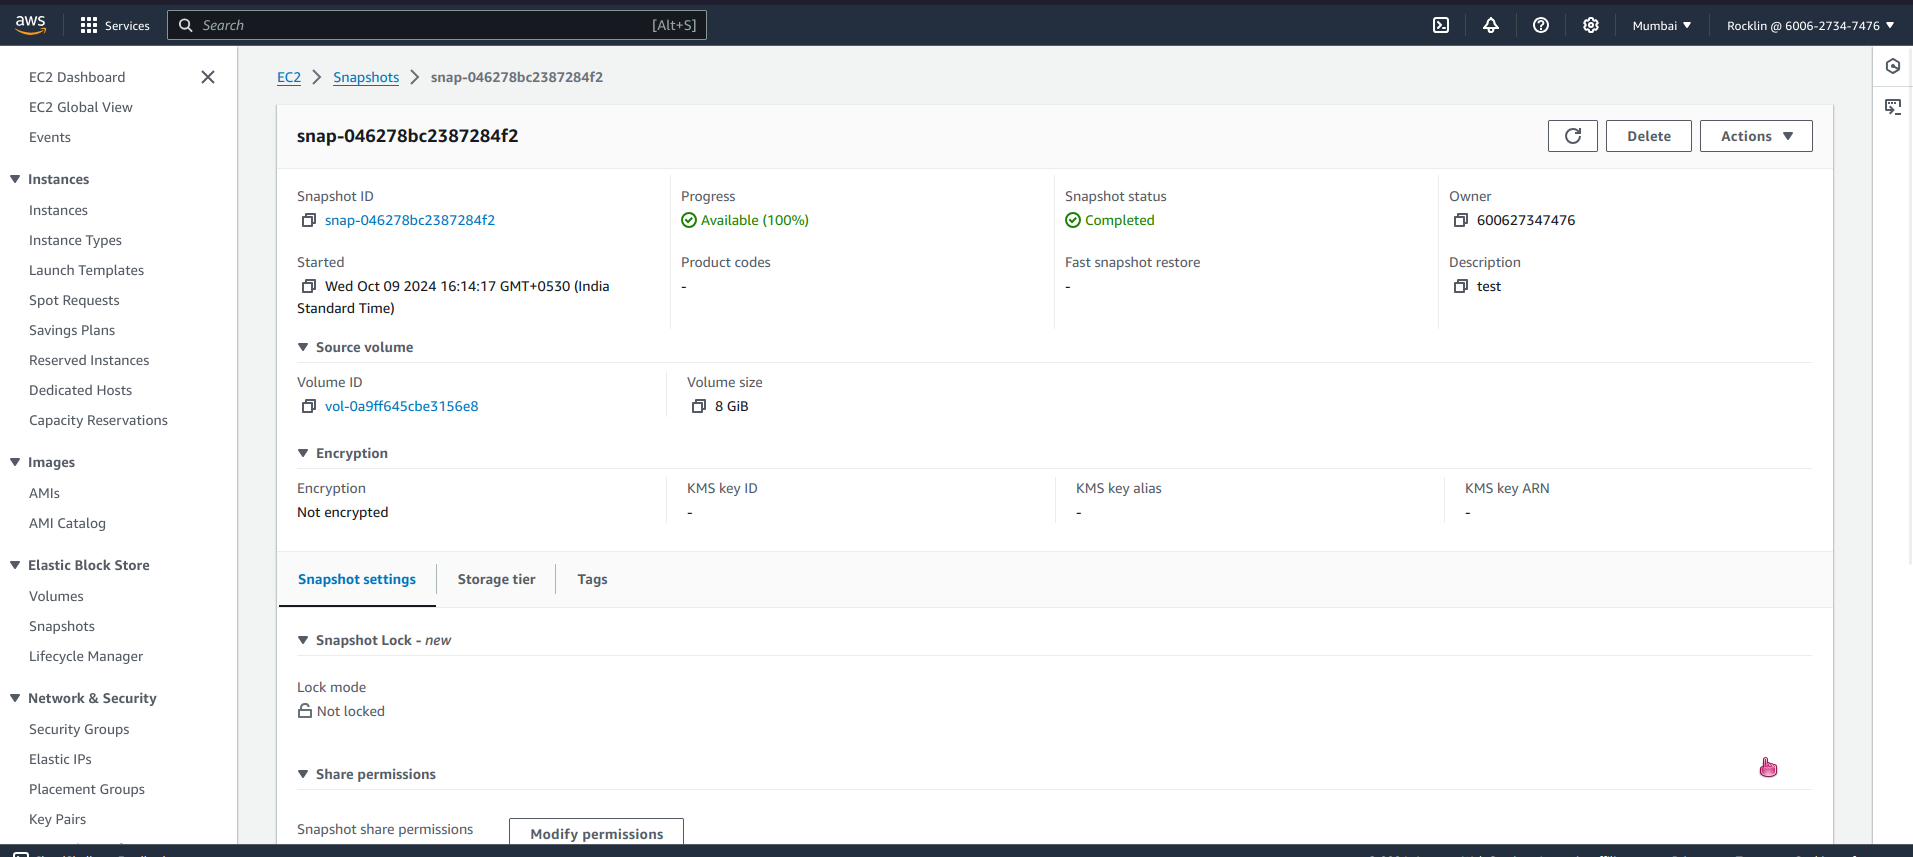 aws
Services
Search
[Alt+S]
Mumbai
Rocklin @ 6006-2734-7476
EC2 Dashboard
EC2 Global View
Events
Instances
Instances
Instance Types
Launch Templates
Spot Requests
Savings Plans
Reserved Instances
Dedicated Hosts
Capacity Reservations
Images
AMIs
AMI Catalog
Elastic Block Store
Volumes
Snapshots
Lifecycle Manager
Network & Security
Security Groups
Elastic IPs
Placement Groups
Key Pairs
EC2 > Snapshots > snap-046278bc2387284f2
snap-046278bc2387284f2
Delete
Actions
Snapshot ID
snap-046278bc2387284f2
Progress
Available (100%)
Snapshot status
Completed
Owner
600627347476
Started
Wed Oct 09 2024 16:14:17 GMT+0530 (India
Standard Time)
Product codes
-
Fast snapshot restore
-
Description
test
Source volume
Volume ID
vol-0a9ff645cbe3156e8
Volume size
8 GiB
Encryption
Encryption
Not encrypted
KMS key ID
-
KMS key alias
-
KMS key ARN
-
Snapshot settings
Storage tier
Tags
Snapshot Lock - new
Lock mode
Not locked
Share permissions
Snapshot share permissions
Modify permissions